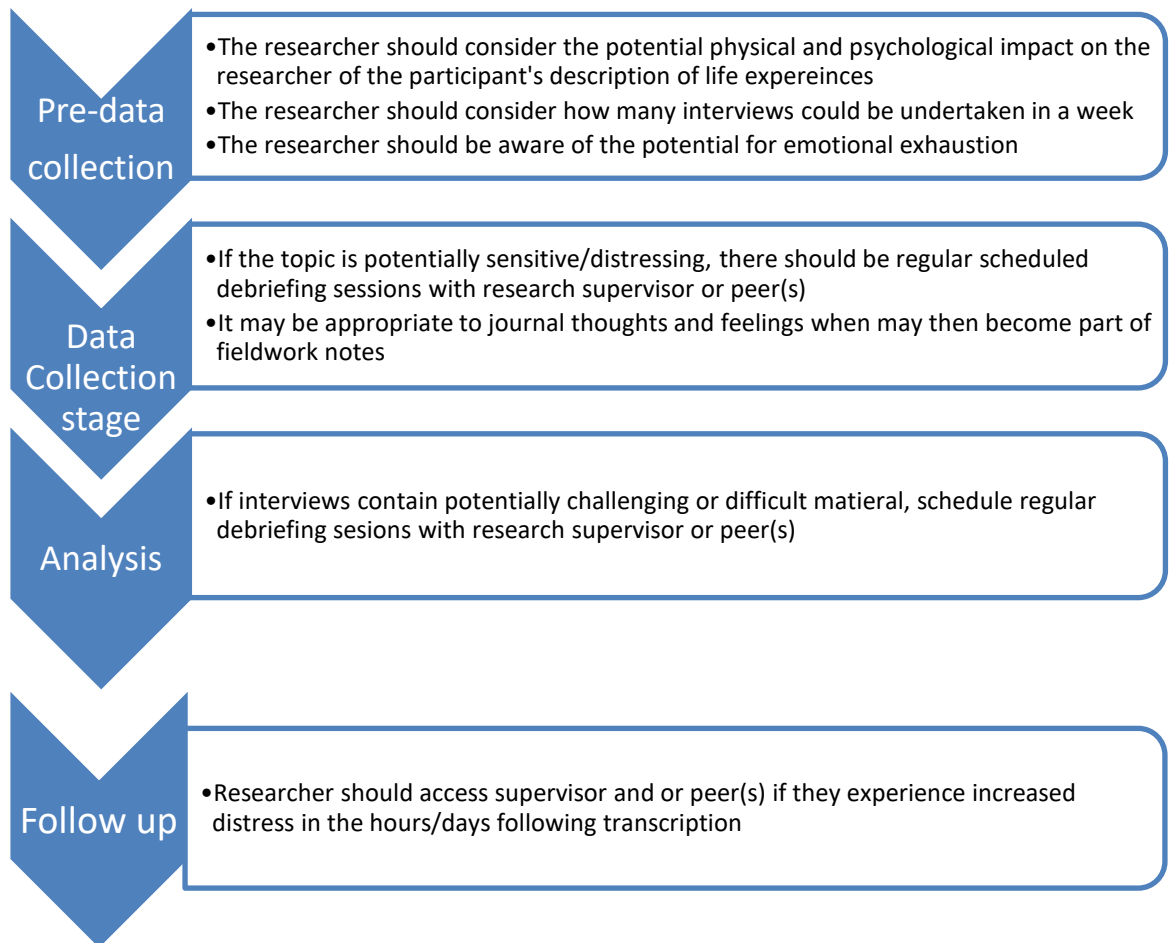 Pre-data
collection
•The researcher should consider the potential physical and psychological impact on the
researcher of the participant's description of life expereinces
•The researcher should consider how many interviews could be undertaken in a week
•The researcher should be aware of the potential for emotional exhaustion
Data
Collection
stage
•If the topic is potentially sensitive/distressing, there should be regular scheduled
debriefing sessions with research supervisor or peer(s)
•It may be appropriate to journal thoughts and feelings when may then become part of
fieldwork notes
Analysis
•If interviews contain potentially challenging or difficult matieral, schedule regular
debriefing sesions with research supervisor or peer(s)
Follow up
•Researcher should access supervisor and or peer(s) if they experience increased
distress in the hours/days following transcription